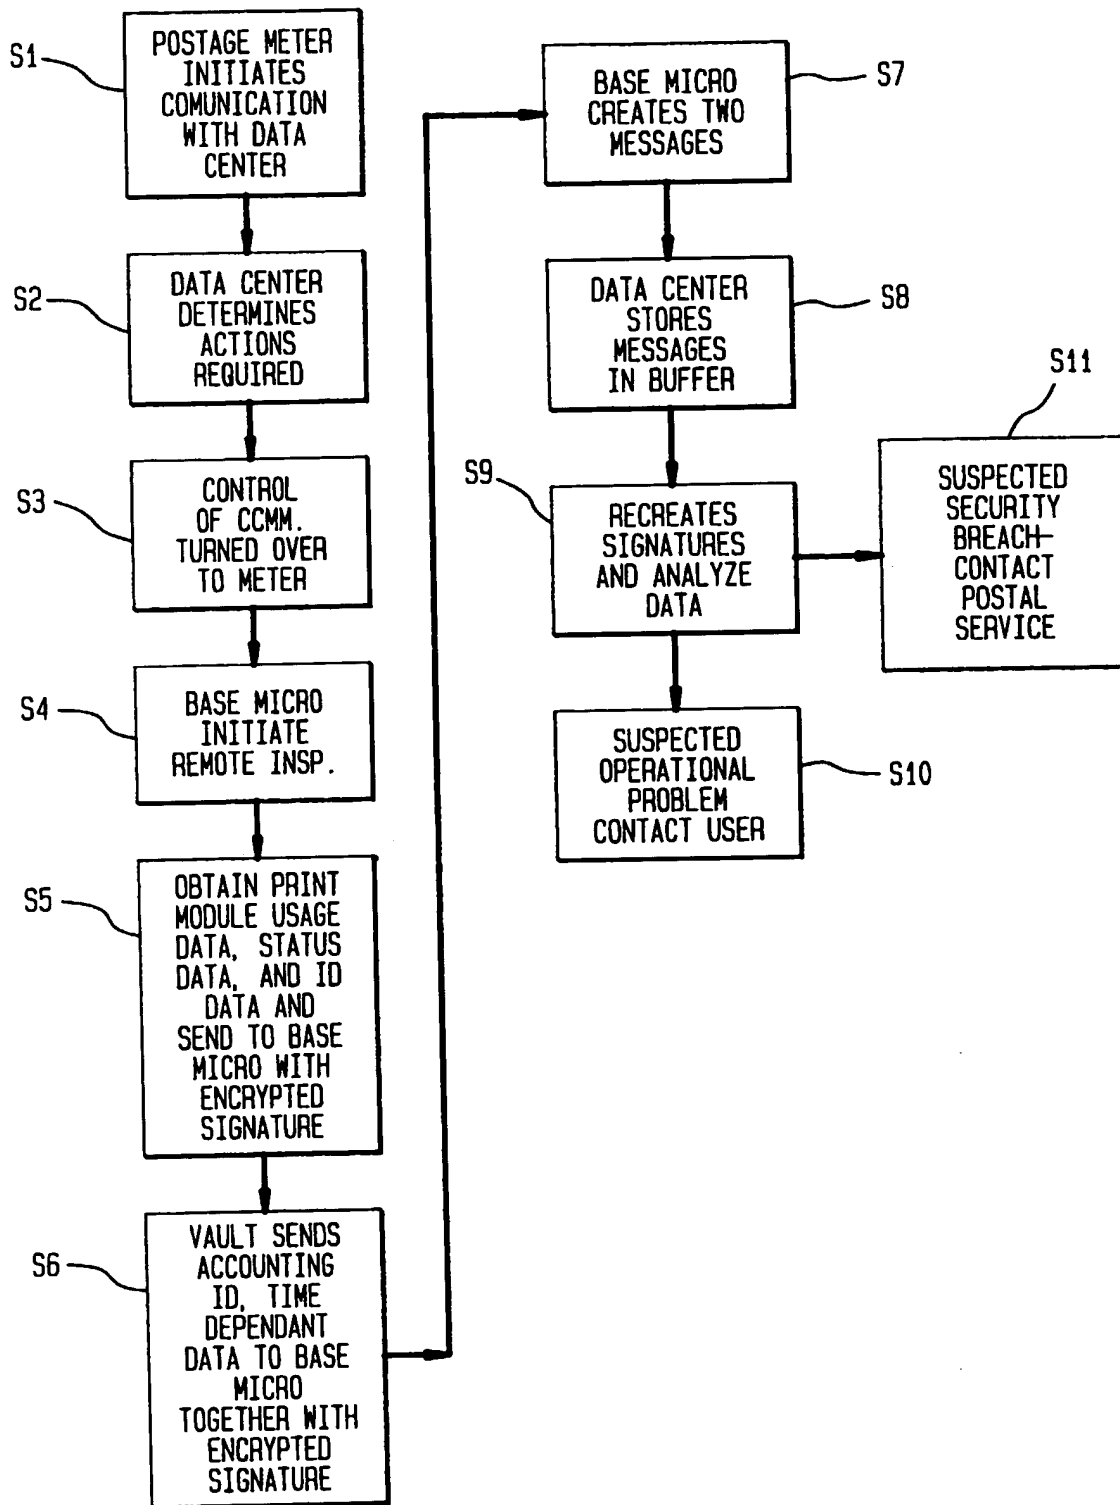 S1
POSTAGE METER
INITIATES
COMUNICATION
WITH DATA
CENTER
S2
DATA CENTER
DETERMINES
ACTIONS
REQUIRED
S3
CONTROL
OF CCMM.
TURNED OVER
TO METER
S4
BASE MICRO
INITIATE
REMOTE INSP.
S5
OBTAIN PRINT
MODULE USAGE
DATA, STATUS
DATA, AND ID
DATA AND
SEND TO BASE
MICRO WITH
ENCRYPTED
SIGNATURE
S6
VAULT SENDS
ACCOUNTING
ID, TIME
DEPENDANT
DATA TO BASE
MICRO
TOGETHER WITH
ENCRYPTED
SIGNATURE
S7
BASE MICRO
CREATES TWO
MESSAGES
S8
DATA CENTER
STORES
MESSAGES
IN BUFFER
S9
RECREATES
SIGNATURES
AND ANALYZE
DATA
S10
SUSPECTED
OPERATIONAL
PROBLEM
CONTACT USER
S11
SUSPECTED
SECURITY
BREACH-
CONTACT
POSTAL
SERVICE